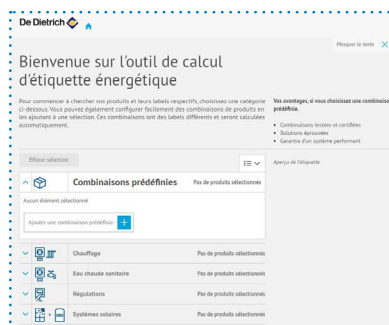 De Dietrich
Masquer le texte
Bienvenue sur l'outil de calcul
d'étiquette énergétique
Pour commencer à chercher vos produits et leurs labels respectifs, choisissez une catégorie
ci-dessous. Vous pouvez également configurer facilement des combinaisons de produits en
les ajoutant à une sélection. Ces combinaisons ont des labels différents et seront calculées
automatiquement.
Vos avantages, si vous choisissez une combinaiso
prédéfinie.
• Combinaisons testées et certifiées
• Solutions éprouvées
• Garantie d'un système performant
Effacer sélection
Aperçu de l'étiquette
Combinaisons prédéfinies Pas de produits sélectionnés
Aucun élément sélectionné
Ajouter une combinaison prédéfinie +
Chauffage Pas de produits sélectionnés
Eau chaude sanitaire Pas de produits sélectionnés
Régulations Pas de produits sélectionnés
Systèmes solaires Pas de produits sélectionnés